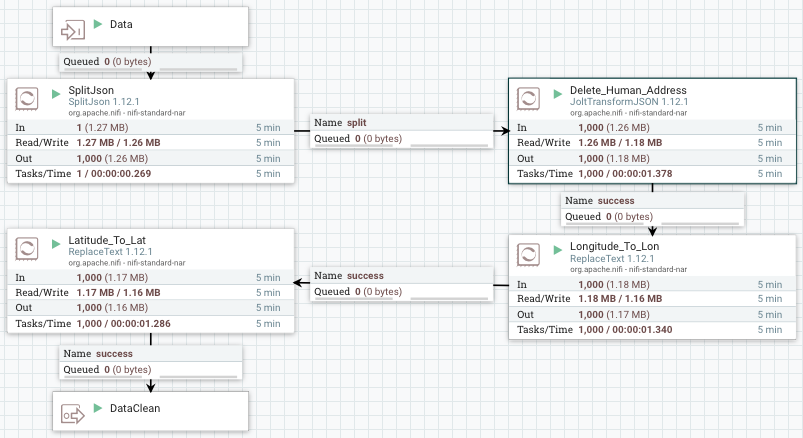 Data
Queued 0 (0 bytes)
SplitJson
SplitJson 1.12.1
org.apache.nifi - nifi-standard-nar
In 1 (1.27 MB) 5 min
Read/Write 1.27 MB / 1.26 MB 5 min
Out 1,000 (1.26 MB) 5 min
Tasks/Time 1 / 00:00:00.269 5 min
Name split
Queued 0 (0 bytes)
Delete_Human_Address
JoltTransformJSON 1.12.1
org.apache.nifi - nifi-standard-nar
In 1,000 (1.26 MB) 5 min
Read/Write 1.26 MB / 1.18 MB 5 min
Out 1,000 (1.18 MB) 5 min
Tasks/Time 1,000 / 00:00:01.378 5 min
Name success
Queued 0 (0 bytes)
Longitude_To_Lon
ReplaceText 1.12.1
org.apache.nifi - nifi-standard-nar
In 1,000 (1.18 MB) 5 min
Read/Write 1.18 MB / 1.16 MB 5 min
Out 1,000 (1.17 MB) 5 min
Tasks/Time 1,000 / 00:00:01.340 5 min
Name success
Queued 0 (0 bytes)
Latitude_To_Lat
ReplaceText 1.12.1
org.apache.nifi - nifi-standard-nar
In 1,000 (1.17 MB) 5 min
Read/Write 1.17 MB / 1.16 MB 5 min
Out 1,000 (1.16 MB) 5 min
Tasks/Time 1,000 / 00:00:01.286 5 min
Name success
Queued 0 (0 bytes)
DataClean